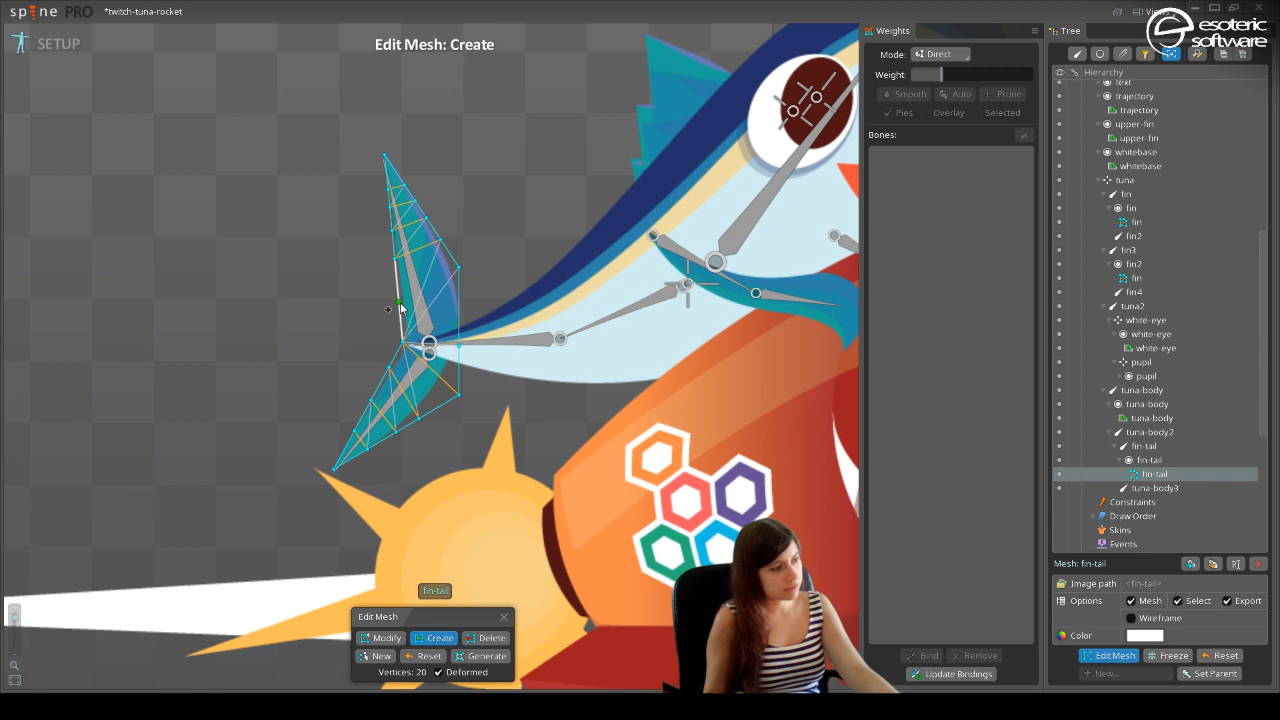 spine PRO *twitch-tuna-rocket
Views
esoteric
software
SETUP
Edit Mesh: Create
Weights
Mode: Direct
Weight:
Smooth Auto Prune
Pies Overlay Selected
Bones:
Bind Remove
Update Bindings
Tree
Hierarchy
text
trajectory
trajectory
upper-fin
upper-fin
whitebase
whitebase
tuna
fin
fin
fin
fin2
fin3
fin2
fin
fin4
tuna2
white-eye
white-eye
white-eye
pupil
pupil
tuna-body
tuna-body
tuna-body
tuna-body2
fin-tail
fin-tail
fin-tail
tuna-body3
Constraints
Draw Order
Skins
Events
Mesh: fin-tail
Image path <fin-tail>
Options Mesh Select Export
Wireframe
Color
Edit Mesh Freeze Reset
New... Set Parent
fin-tail
Edit Mesh
Modify Create Delete
New Reset Generate
Vertices: 20 Deformed